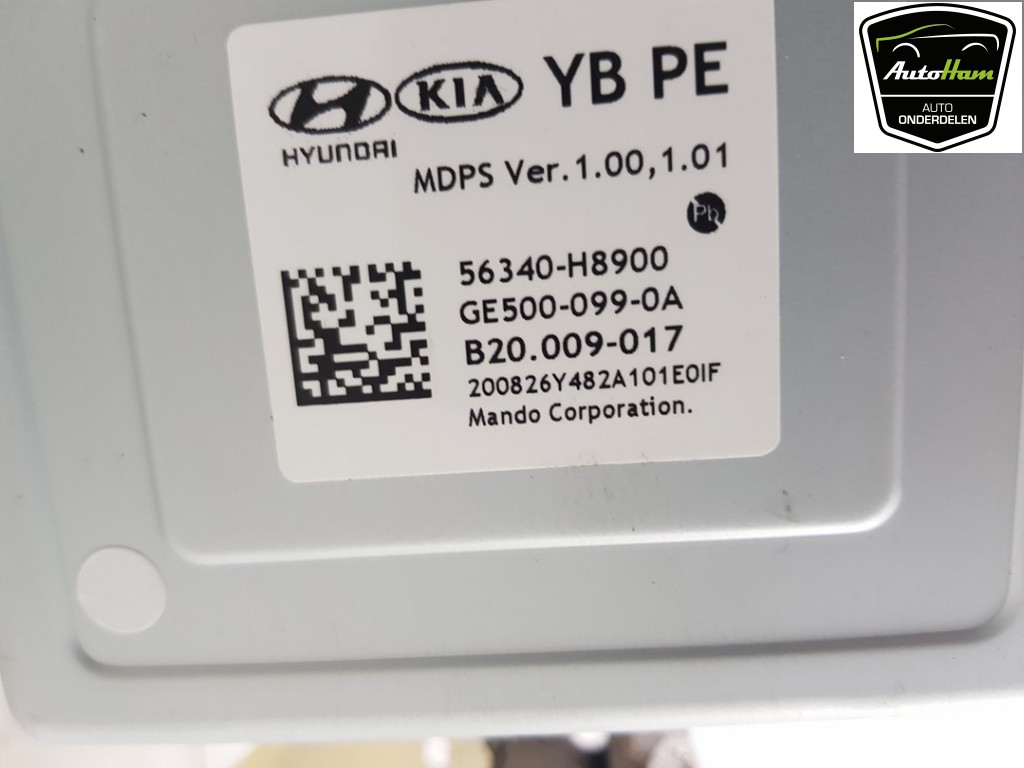 HYUNDAI
KIA
YB PE
MDPS Ver.1.00,1.01
Pb
56340-H8900
GE500-099-0A
B20.009-017
200826Y482A101E0IF
Mando Corporation.
AutoHam
AUTO
ONDERDELEN